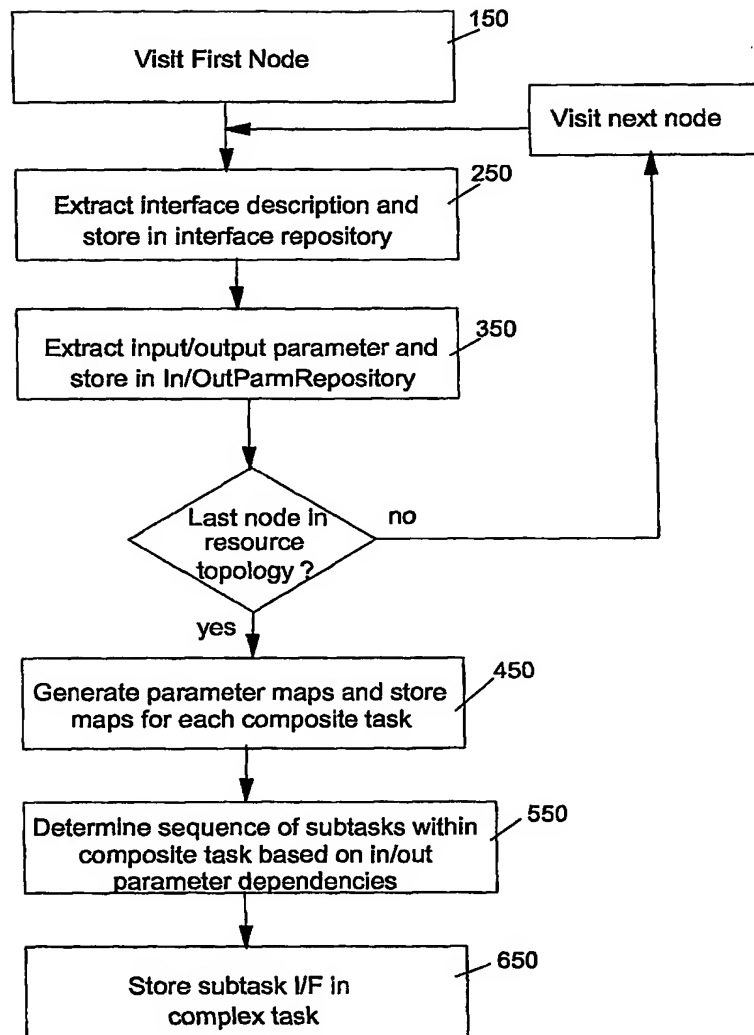 150
Visit First Node
Visit next node
250
Extract interface description and
store in interface repository
350
Extract input/output parameter and
store in In/OutParmRepository
Last node in
resource
topology ?
no
yes
450
Generate parameter maps and store
maps for each composite task
550
Determine sequence of subtasks within
composite task based on in/out
parameter dependencies
650
Store subtask I/F in
complex task